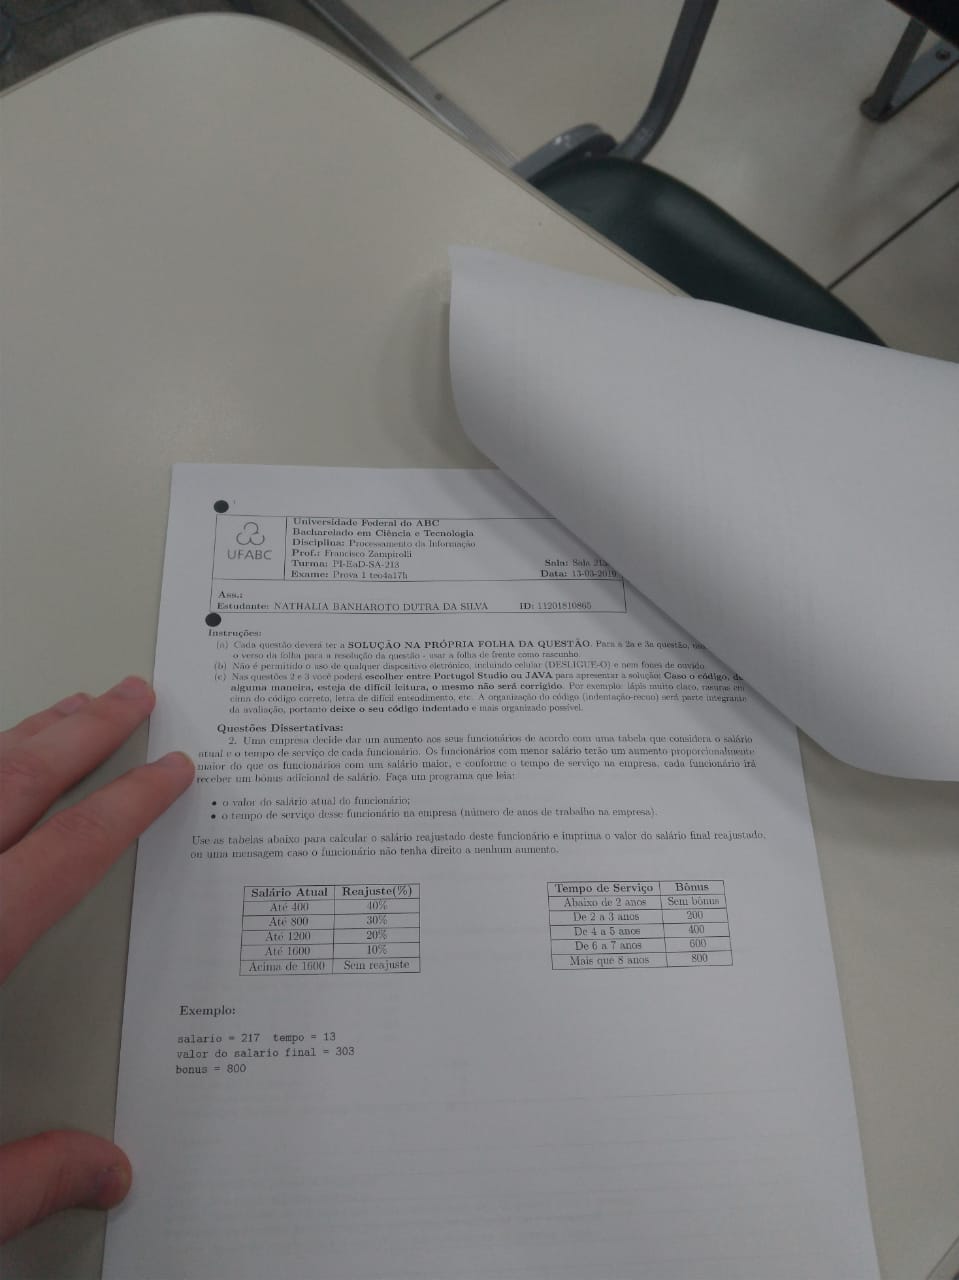 Universidade Federal do ABC
Bacharelado em Ciência e Tecnologia
Disciplina: Processamento da Informação
Prof.: Francisco Zampirolli
Turma: PI-EaD-SA-213 Sala: Sala 213
Exame: Prova 1 Data: 13-03-2019
UFABC
Ass.:
Estudante: NATHALIA BANHAROTO DUTRA DA SILVA ID: 11201810865
Instruções:
(a) Cada questão deverá ter a SOLUÇÃO NA PRÓPRIA FOLHA DA QUESTÃO. Para a 2a e 3a questão,
o verso da folha para a resolução da questão - usar a folha de frente como rascunho.
(b) Não é permitido o uso de qualquer dispositivo eletrônico, incluindo celular (DESLIGUE-O) e nem fones de ouvido.
(c) Nas questões 2 e 3 você poderá escolher entre Portugol Studio ou JAVA para apresentar a solução: Caso o código, de
alguma maneira, esteja de difícil leitura, o mesmo não será corrigido. Por exemplo: lápis muito claro, rasuras em
cima do código correto, letra de difícil entendimento, etc. A organização do código (indentação-recuo) será parte integrante
da avaliação, portanto deixe o seu código indentado e mais organizado possível.
Questões Dissertativas:
2. Uma empresa decide dar um aumento aos seus funcionários de acordo com uma tabela que considera o salário
atual e o tempo de serviço de cada funcionário. Os funcionários com menor salário terão um aumento proporcionalmente
maior do que os funcionários com um salário maior, e conforme o tempo de serviço na empresa, cada funcionário irá
receber um bônus adicional de salário. Faça um programa que leia:
• o valor do salário atual do funcionário;
• o tempo de serviço desse funcionário na empresa (número de anos de trabalho na empresa).
Use as tabelas abaixo para calcular o salário reajustado deste funcionário e imprima o valor do salário final reajustado,
ou uma mensagem caso o funcionário não tenha direito a nenhum aumento.
Salário Atual Reajuste(%)
Até 400 40%
Até 800 30%
Até 1200 20%
Até 1600 10%
Acima de 1600 Sem reajuste
Tempo de Serviço Bônus
Abaixo de 2 anos Sem bônus
De 2 a 3 anos 200
De 4 a 5 anos 400
De 6 a 7 anos 600
Mais que 8 anos 800
Exemplo:
salario = 217 tempo = 13
valor do salario final = 303
bonus = 800